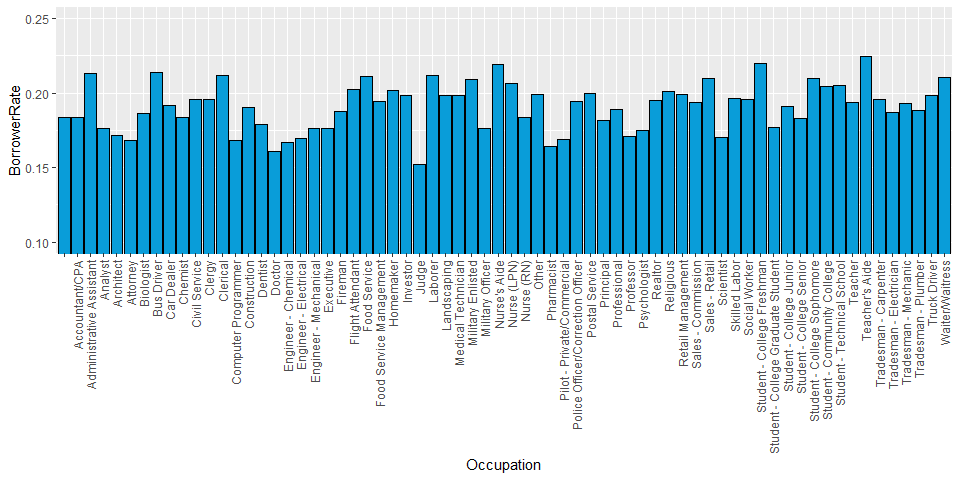 0.25
0.20
0.15
0.10
BorrowerRate
Accountant/CPA
Administrative Assistant
Analyst
Architect
Attorney
Biologist
Bus Driver
Car Dealer
Chemist
Civil Service
Clergy
Clerical
Computer Programmer
Construction
Dentist
Doctor
Engineer - Chemical
Engineer - Electrical
Engineer - Mechanical
Executive
Fireman
Flight Attendant
Food Service
Food Service Management
Homemaker
Investor
Judge
Laborer
Landscaping
Medical Technician
Military Enlisted
Military Officer
Nurse's Aide
Nurse (LPN)
Nurse (RN)
Other
Pharmacist
Pilot - Private/Commercial
Police Officer/Correction Officer
Postal Service
Principal
Professional
Professor
Psychologist
Realtor
Religious
Retail Management
Sales - Commission
Sales - Retail
Scientist
Skilled Labor
Social Worker
Student - College Freshman
Student - College Graduate Student
Student - College Junior
Student - College Senior
Student - College Sophomore
Student - Community College
Student - Technical School
Teacher
Teacher's Aide
Tradesman - Carpenter
Tradesman - Electrician
Tradesman - Mechanic
Tradesman - Plumber
Truck Driver
Waiter/Waitress
Occupation